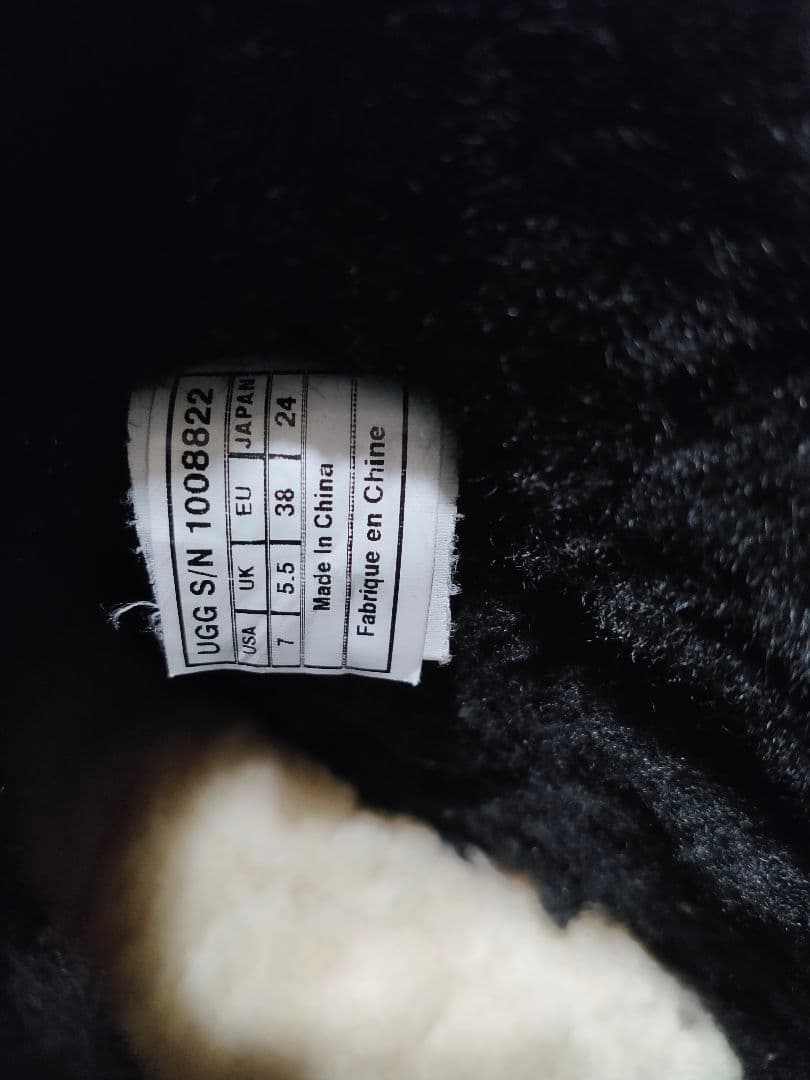 UGG S/N 1008822
USA UK EU JAPAN
7 5.5 38 24
Made In China
Fabrique en Chine